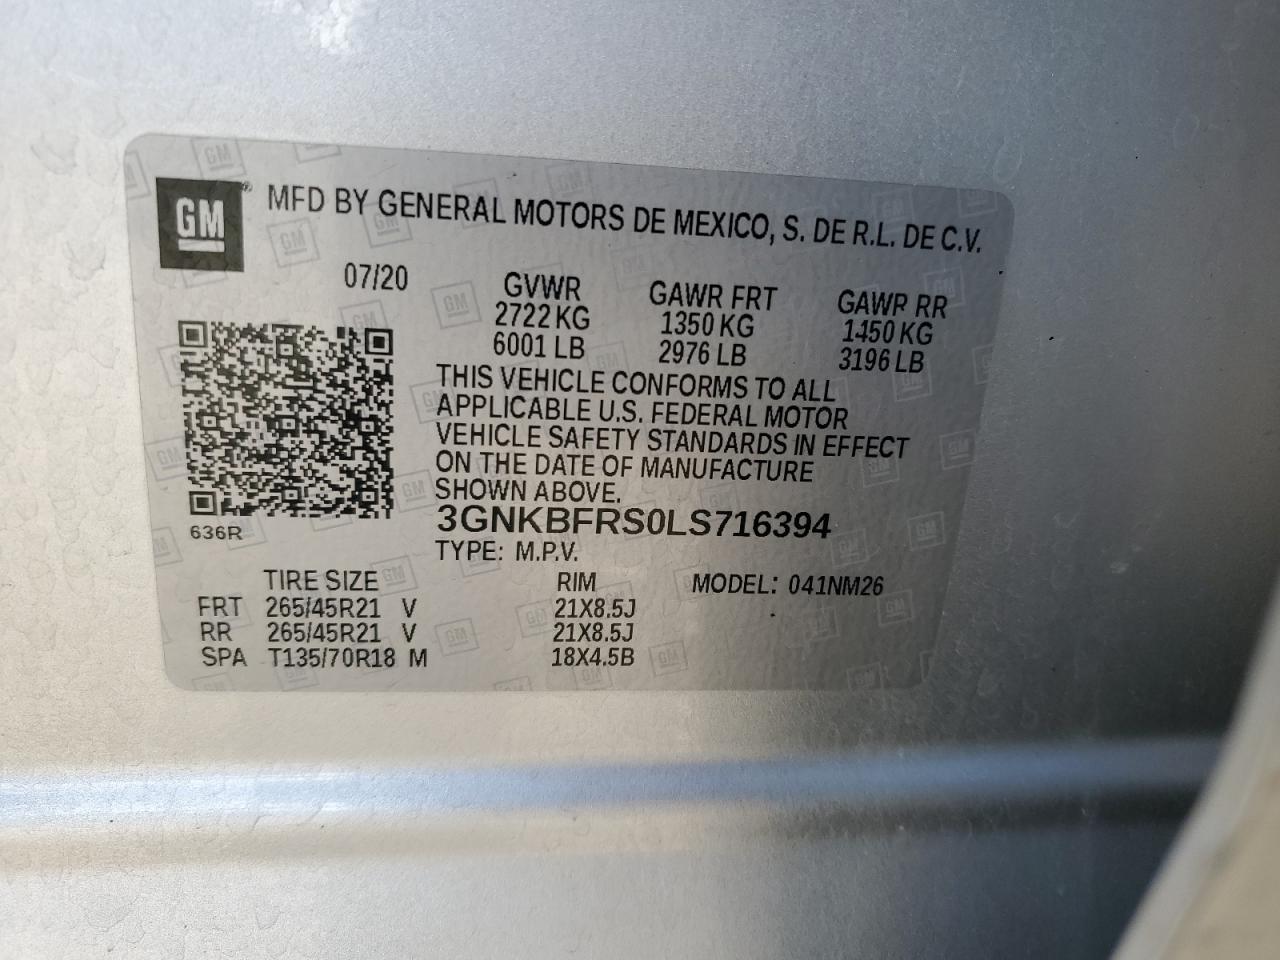 GM MFD BY GENERAL MOTORS DE MEXICO, S. DE R.L. DE C.V.
07/20 GVWR GAWR FRT GAWR RR
2722 KG 1350 KG 1450 KG
6001 LB 2976 LB 3196 LB
THIS VEHICLE CONFORMS TO ALL
APPLICABLE U.S. FEDERAL MOTOR
VEHICLE SAFETY STANDARDS IN EFFECT
ON THE DATE OF MANUFACTURE
SHOWN ABOVE.
3GNKBFRS0LS716394
636R
TYPE: M.P.V.
TIRE SIZE RIM MODEL: 041NM26
FRT 265/45R21 V 21X8.5J
RR 265/45R21 V 21X8.5J
SPA T135/70R18 M 18X4.5B